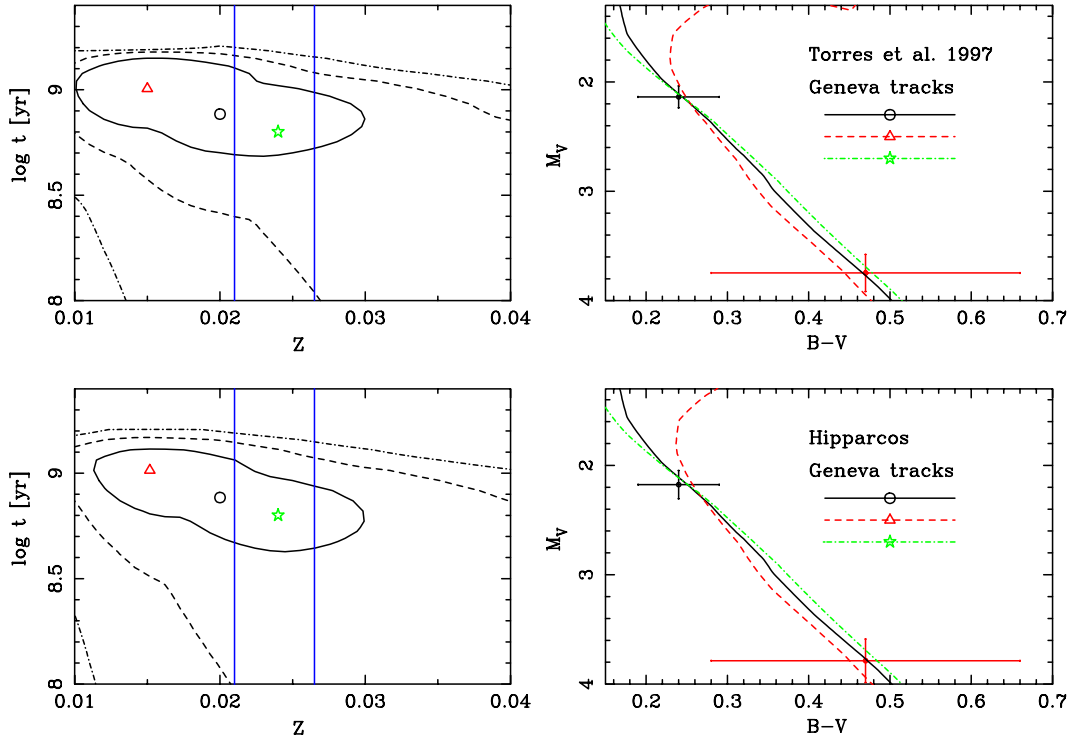 log t [yr]
9
8.5
8
0.01
0.02
0.03
0.04
Z
M_V
2
3
4
Torres et al. 1997
Geneva tracks
0.2
0.3
0.4
0.5
0.6
0.7
B−V
log t [yr]
9
8.5
8
0.01
0.02
0.03
0.04
Z
M_V
2
3
4
Hipparcos
Geneva tracks
0.2
0.3
0.4
0.5
0.6
0.7
B−V